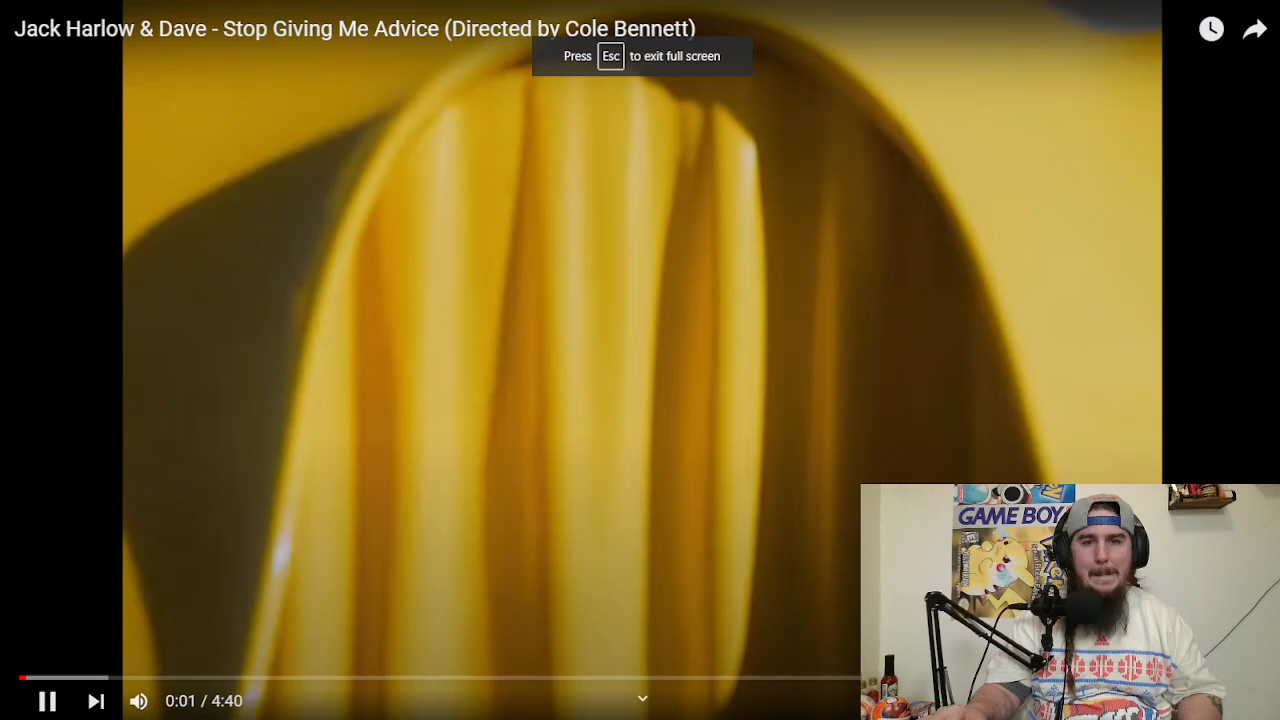 Jack Harlow & Dave - Stop Giving Me Advice (Directed by Cole Bennett)
Press Esc to exit full screen
GAME BOY
0:01 / 4:40